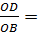 OD/OB =